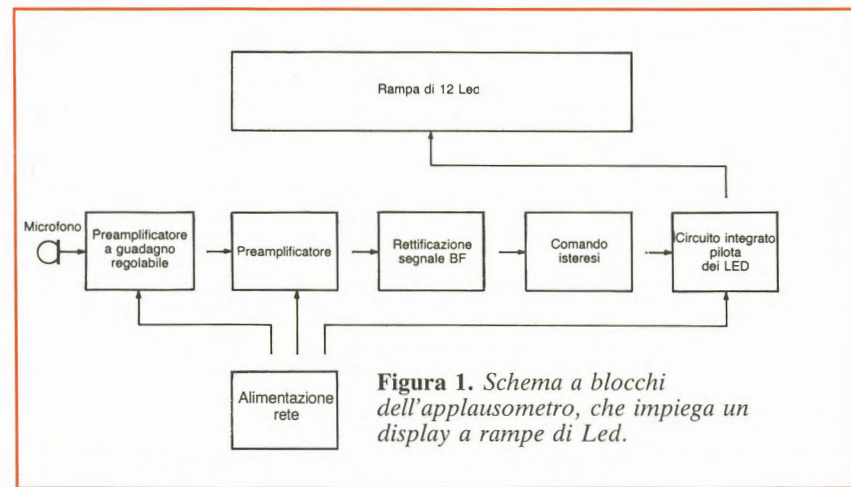 Rampa di 12 Led
Microfono
Preamplificatore
a guadagno
regolabile
Preamplificatore
Rettificazione
segnale BF
Comando
isteresi
Circuito integrato
pilota
dei LED
Alimentazione
rete
Figura 1. Schema a blocchi
dell'applausometro, che impiega un
display a rampe di Led.